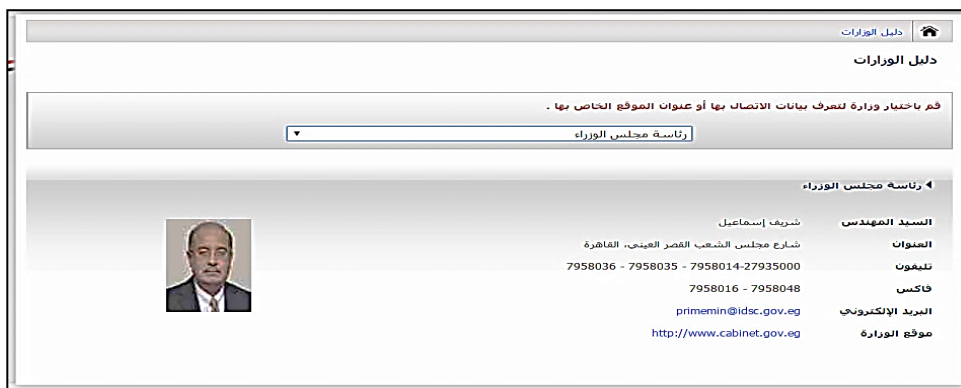 دليل الوزارات
دليل الوزارات
قم باختيار وزارة لتعرف بيانات الاتصال بها أو عنوان الموقع الخاص بها .
رئاسة مجلس الوزراء
رئاسة مجلس الوزراء
السيد المهندس شريف إسماعيل
العنوان شارع مجلس الشعب القصر العيني، القاهرة
تليفون 7958036 - 7958035 - 7958014-27935000
فاكس 7958016 - 7958048
البريد الإلكتروني primemin@idsc.gov.eg
موقع الوزارة http://www.cabinet.gov.eg